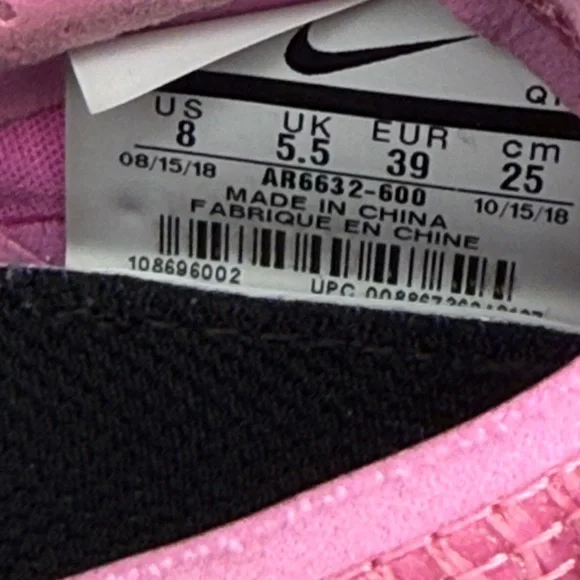 US UK EUR cm
8 5.5 39 25
08/15/18 AR6632-600 10/15/18
MADE IN CHINA
FABRIQUE EN CHINE
108696002 UPC